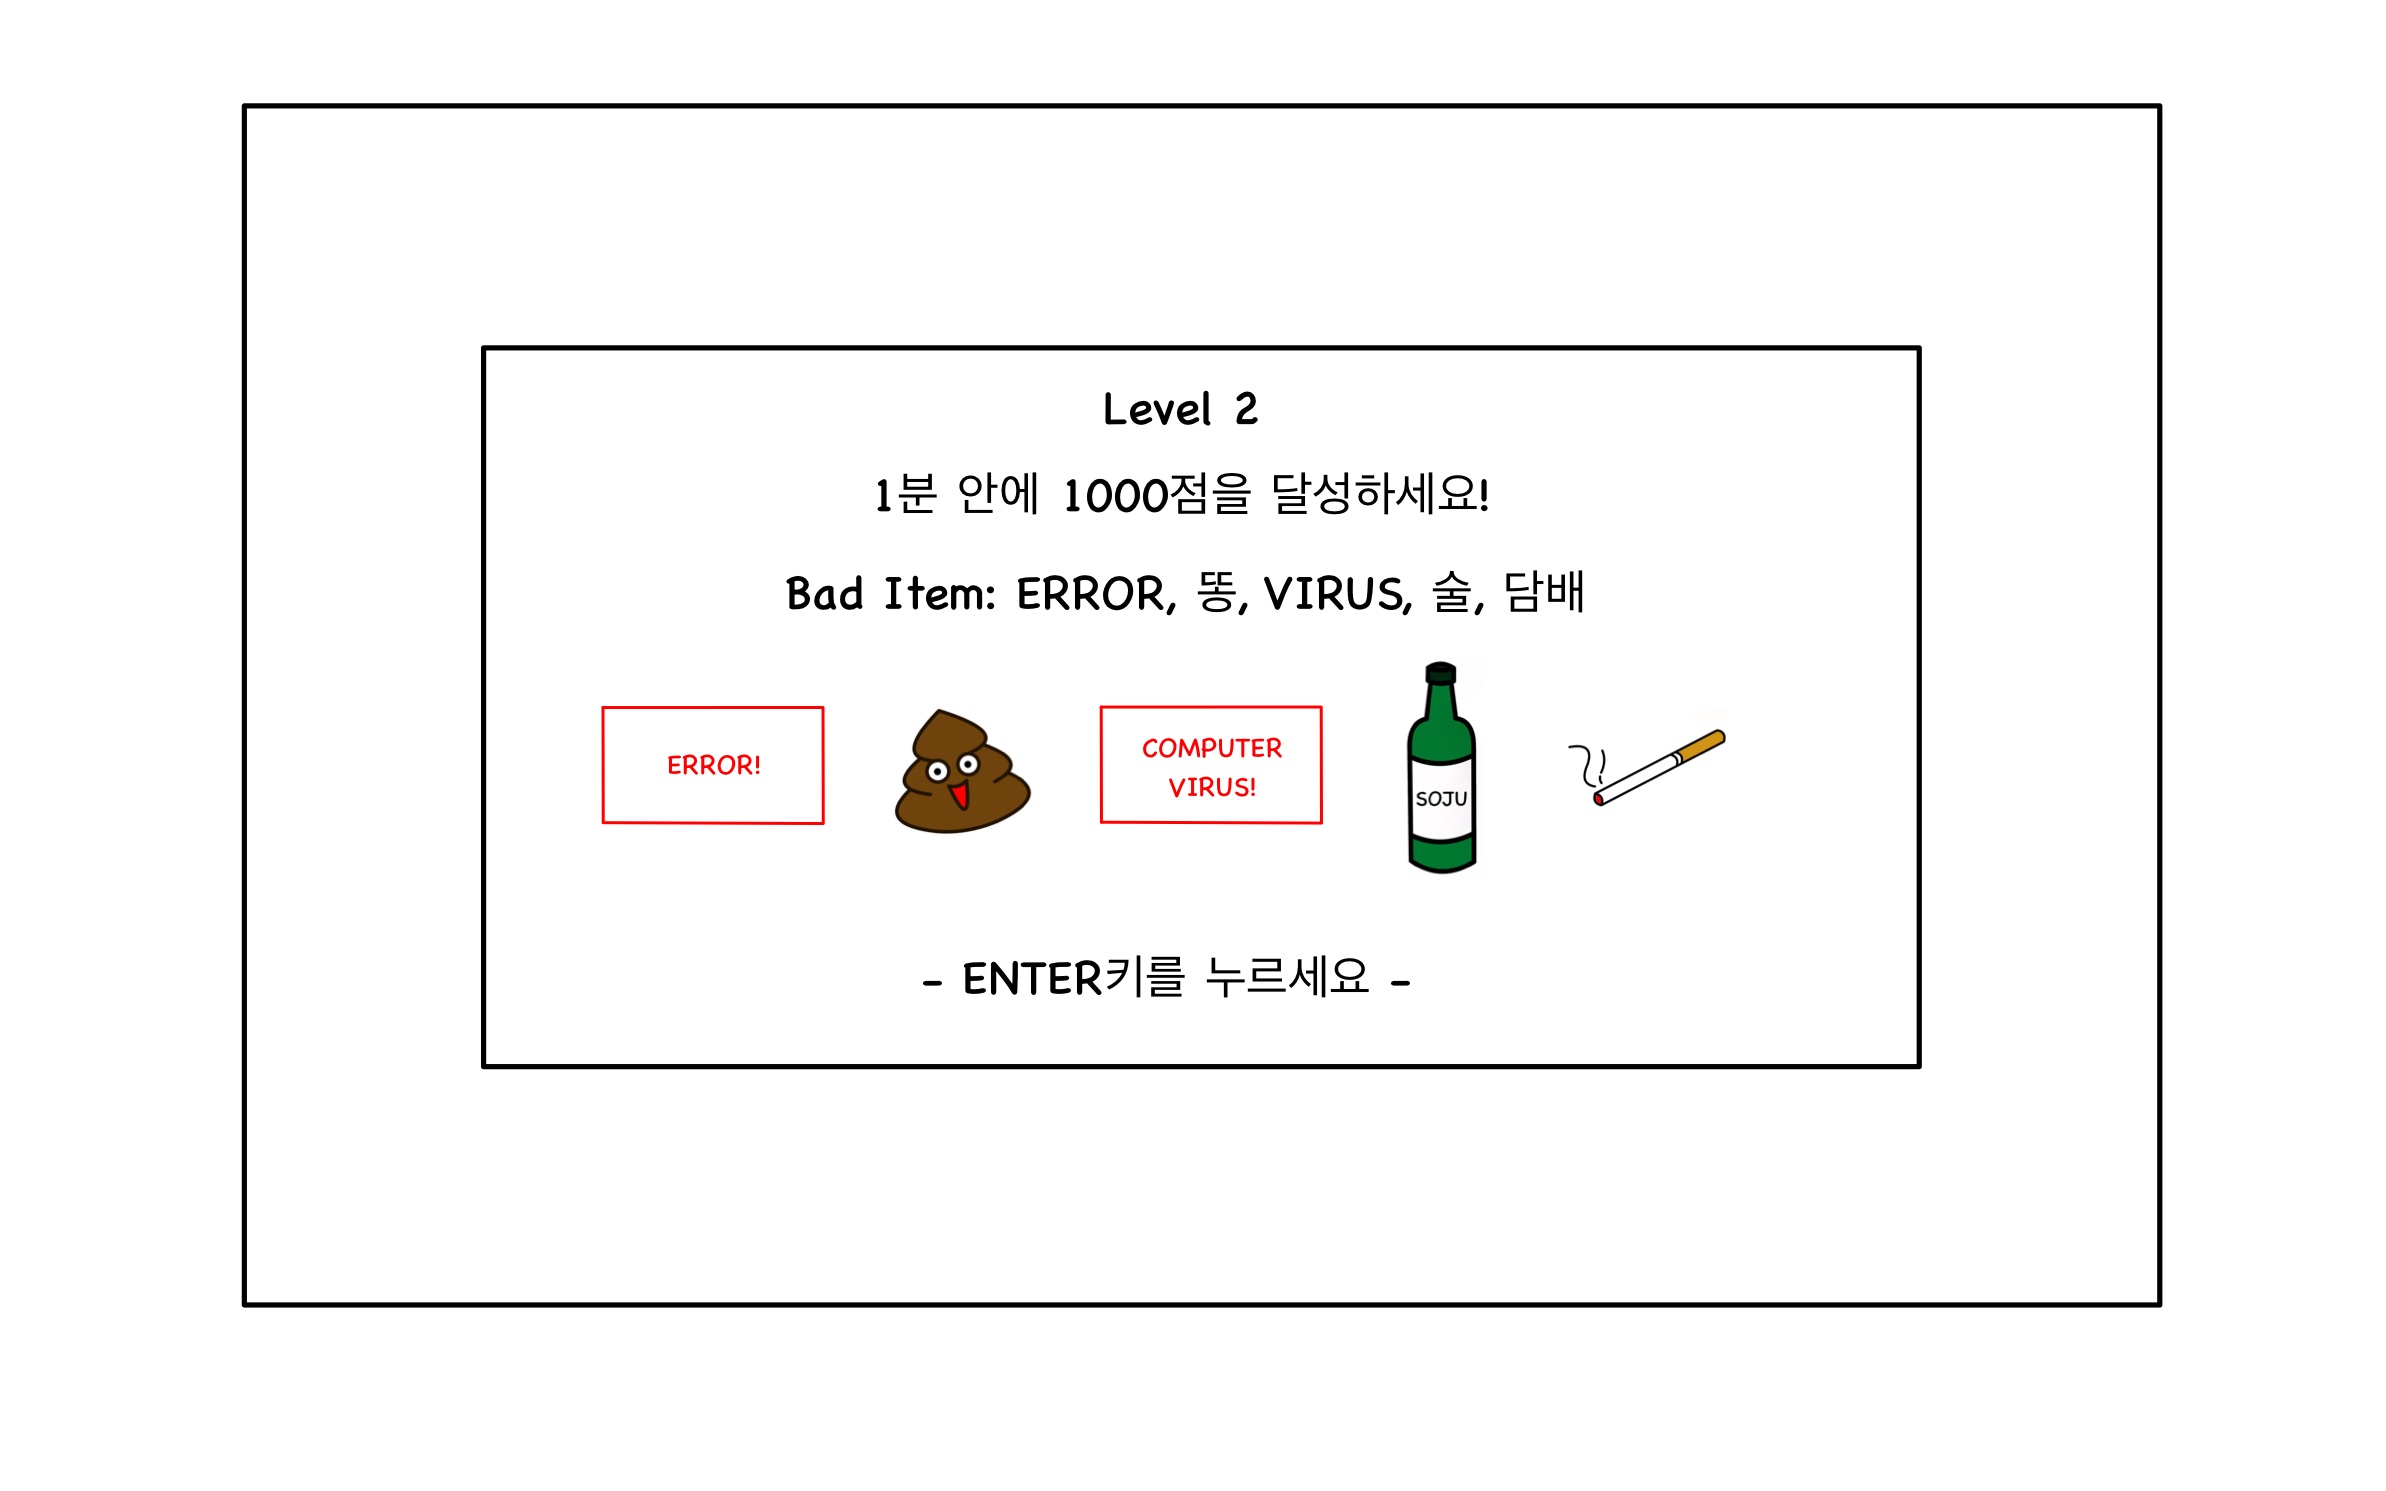 Level 2
1분 안에 1000점을 달성하세요!
Bad Item: ERROR, 똥, VIRUS, 술, 담배
ERROR!
COMPUTER
VIRUS!
SOJU
- ENTER키를 누르세요 -